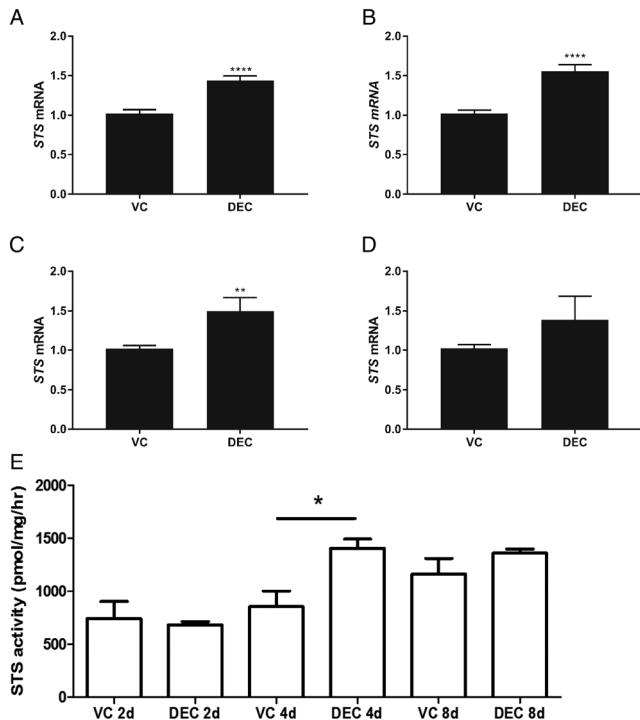 A
STS mRNA
2.0
1.5
1.0
0.5
0.0
****
VC
DEC
B
STS mRNA
2.0
1.5
1.0
0.5
0.0
****
VC
DEC
C
STS mRNA
2.0
1.5
1.0
0.5
0.0
**
VC
DEC
D
STS mRNA
2.0
1.5
1.0
0.5
0.0
VC
DEC
E
STS activity (pmol/mg/hr)
2000
1500
1000
500
0
*
VC 2d
DEC 2d
VC 4d
DEC 4d
VC 8d
DEC 8d